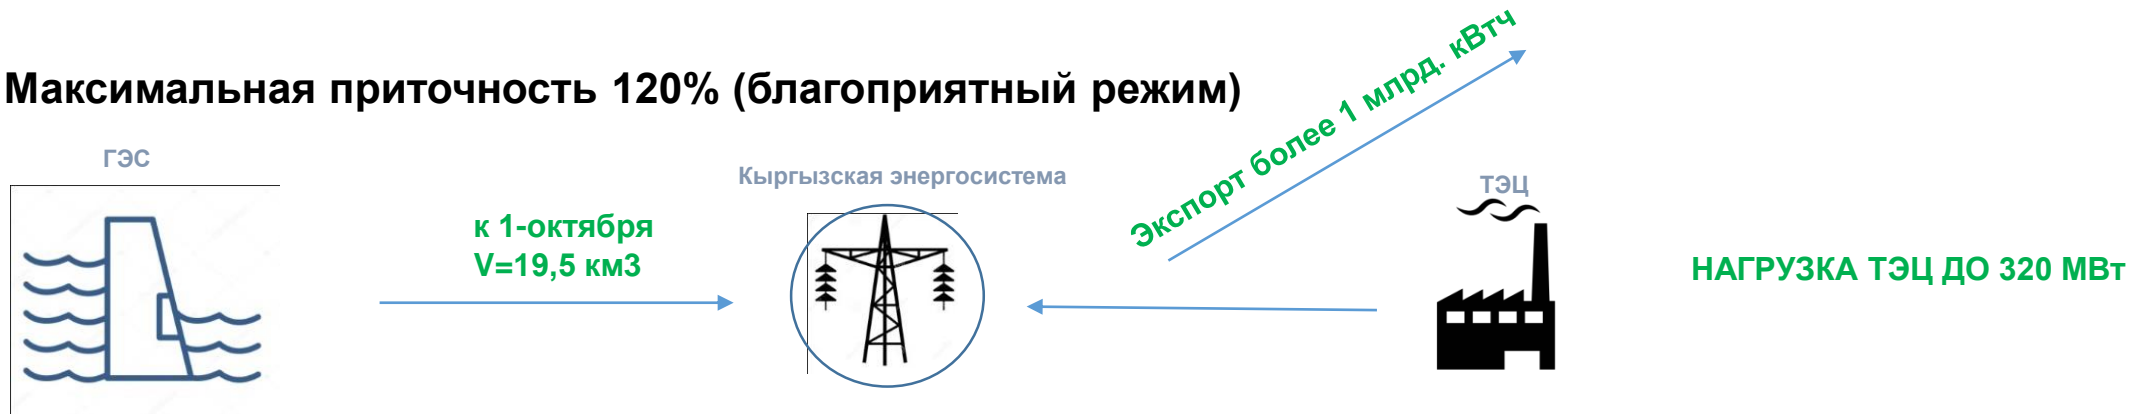 Максимальная приточность 120% (благоприятный режим)
Экспорт более 1 млрд. кВтч
ГЭС
Кыргызская энергосистема
ТЭЦ
к 1-октября
V=19,5 км3
НАГРУЗКА ТЭЦ ДО 320 МВт